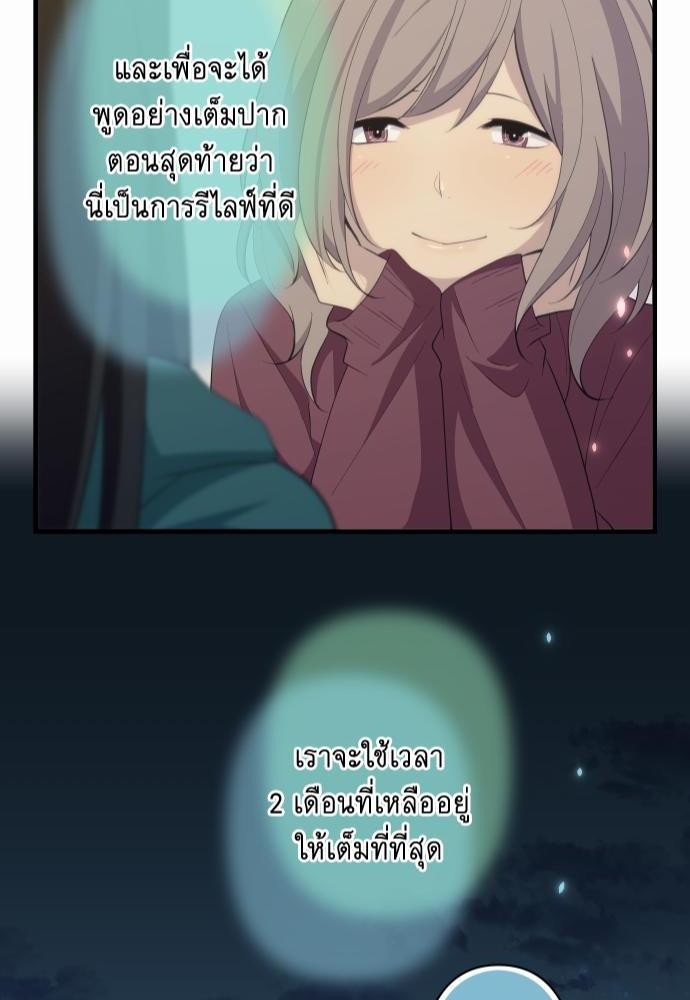 และเพื่อจะได้
พูดอย่างเต็มปาก
ตอนสุดท้ายว่า
นี่เป็นการรีไลฟ์ที่ดี
เราจะใช้เวลา
2 เดือนที่เหลืออยู่
ให้เต็มที่ที่สุด